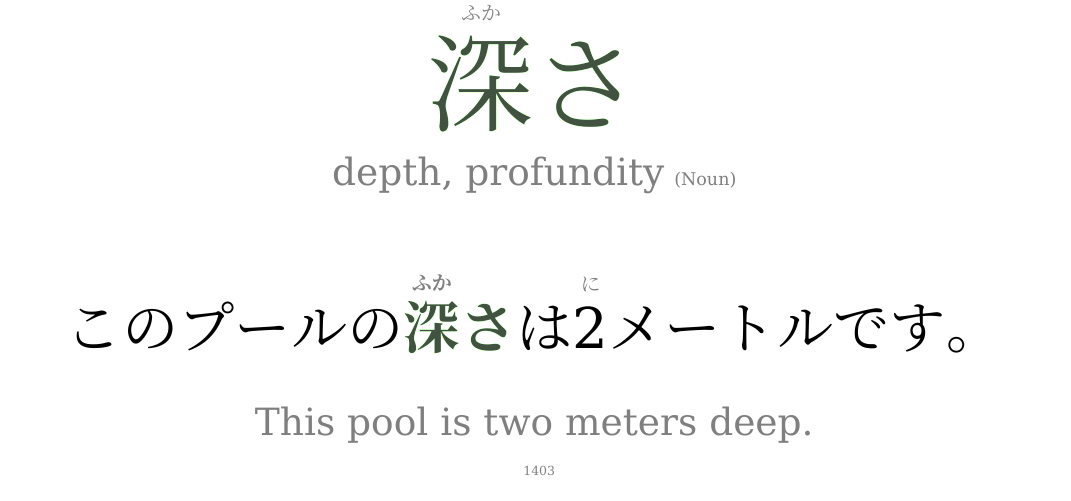 ふか
深さ
depth, profundity (Noun)
ふか に
このプールの深さは2メートルです。
This pool is two meters deep.
1403